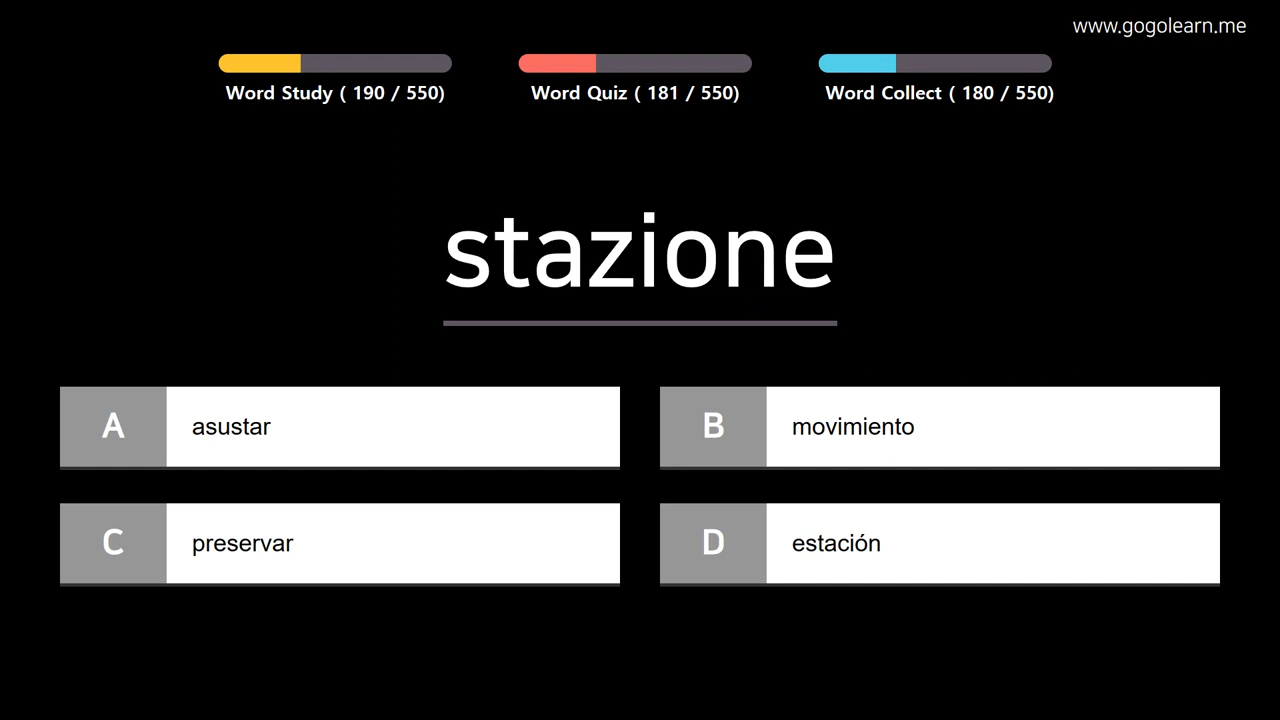 www.gogolearn.me
Word Study ( 190 / 550)
Word Quiz ( 181 / 550)
Word Collect ( 180 / 550)
stazione
A asustar
B movimiento
C preservar
D estación